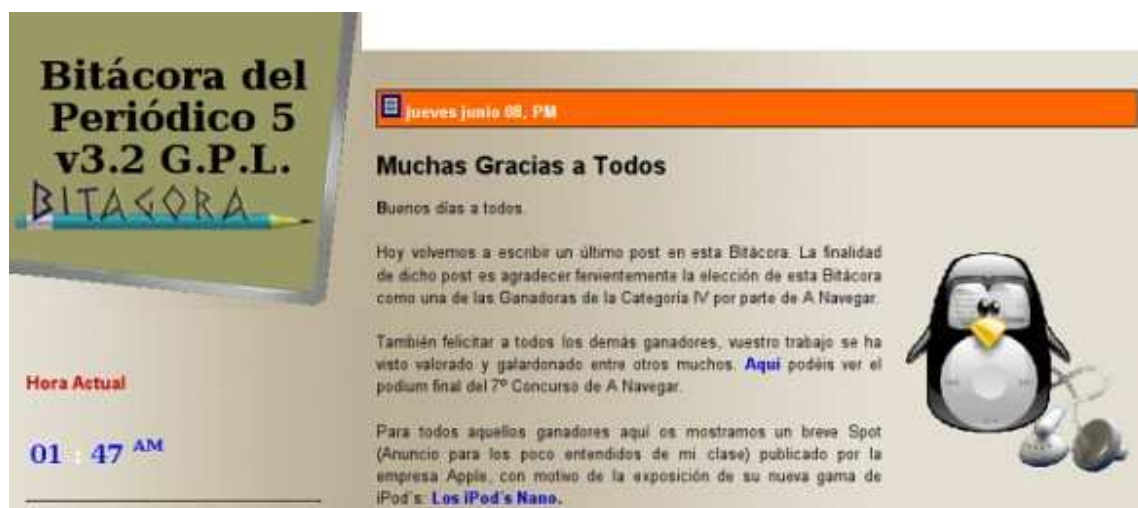 Bitácora del
Periódico 5
v3.2 G.P.L.
BITAGORA
Hora Actual
01 : 47 AM
jueves junio 08, PM
Muchas Gracias a Todos
Buenos días a todos.
Hoy volvemos a escribir un último post en esta Bitácora. La finalidad
de dicho post es agradecer fervientemente la elección de esta Bitácora
como una de las Ganadoras de la Categoría IV por parte de A Navegar.
También felicitar a todos los demás ganadores, vuestro trabajo se ha
visto valorado y galardonado entre otros muchos. Aquí podéis ver el
podium final del 7º Concurso de A Navegar.
Para todos aquellos ganadores aquí os mostramos un breve Spot
(Anuncio para los poco entendidos de mi clase) publicado por la
empresa Apple, con motivo de la exposición de su nueva gama de
iPod's: Los iPod's Nano.